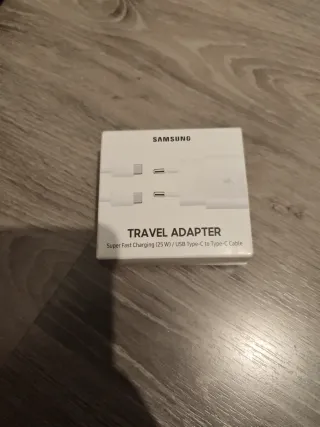 SAMSUNG
TRAVEL ADAPTER
Super Fast Charging (25 W) / USB Type-C to Type-C Cable